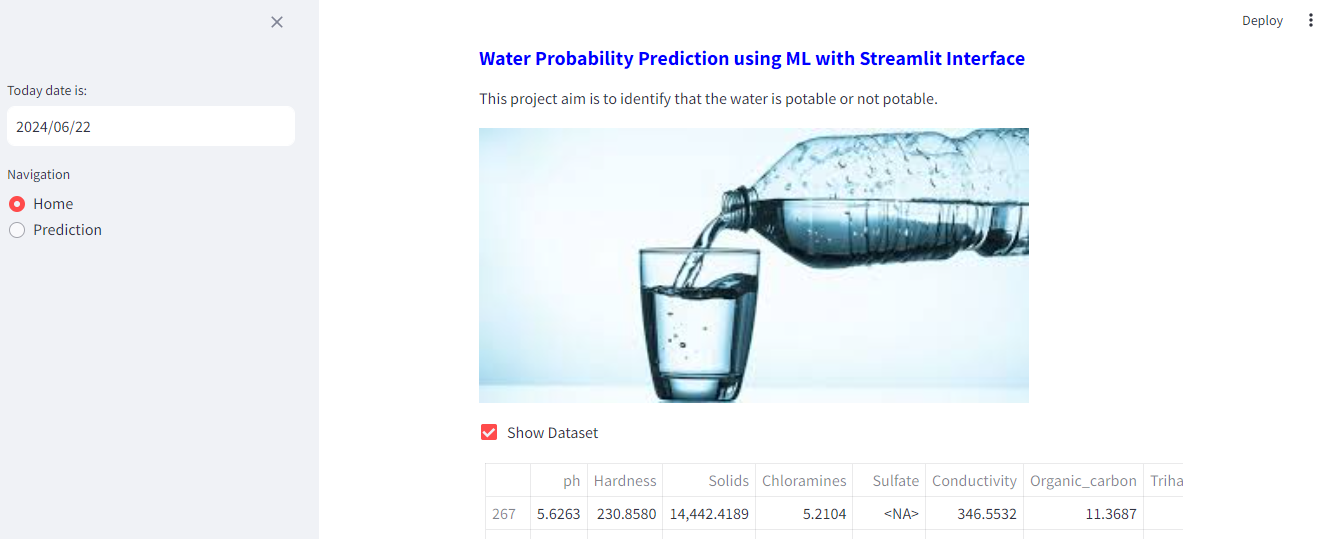 Deploy
Today date is:
2024/06/22
Navigation
Home
Prediction
Water Probability Prediction using ML with Streamlit Interface
This project aim is to identify that the water is potable or not potable.
Show Dataset
ph Hardness Solids Chloramines Sulfate Conductivity Organic_carbon Triha
267 5.6263 230.8580 14,442.4189 5.2104 <NA> 346.5532 11.3687